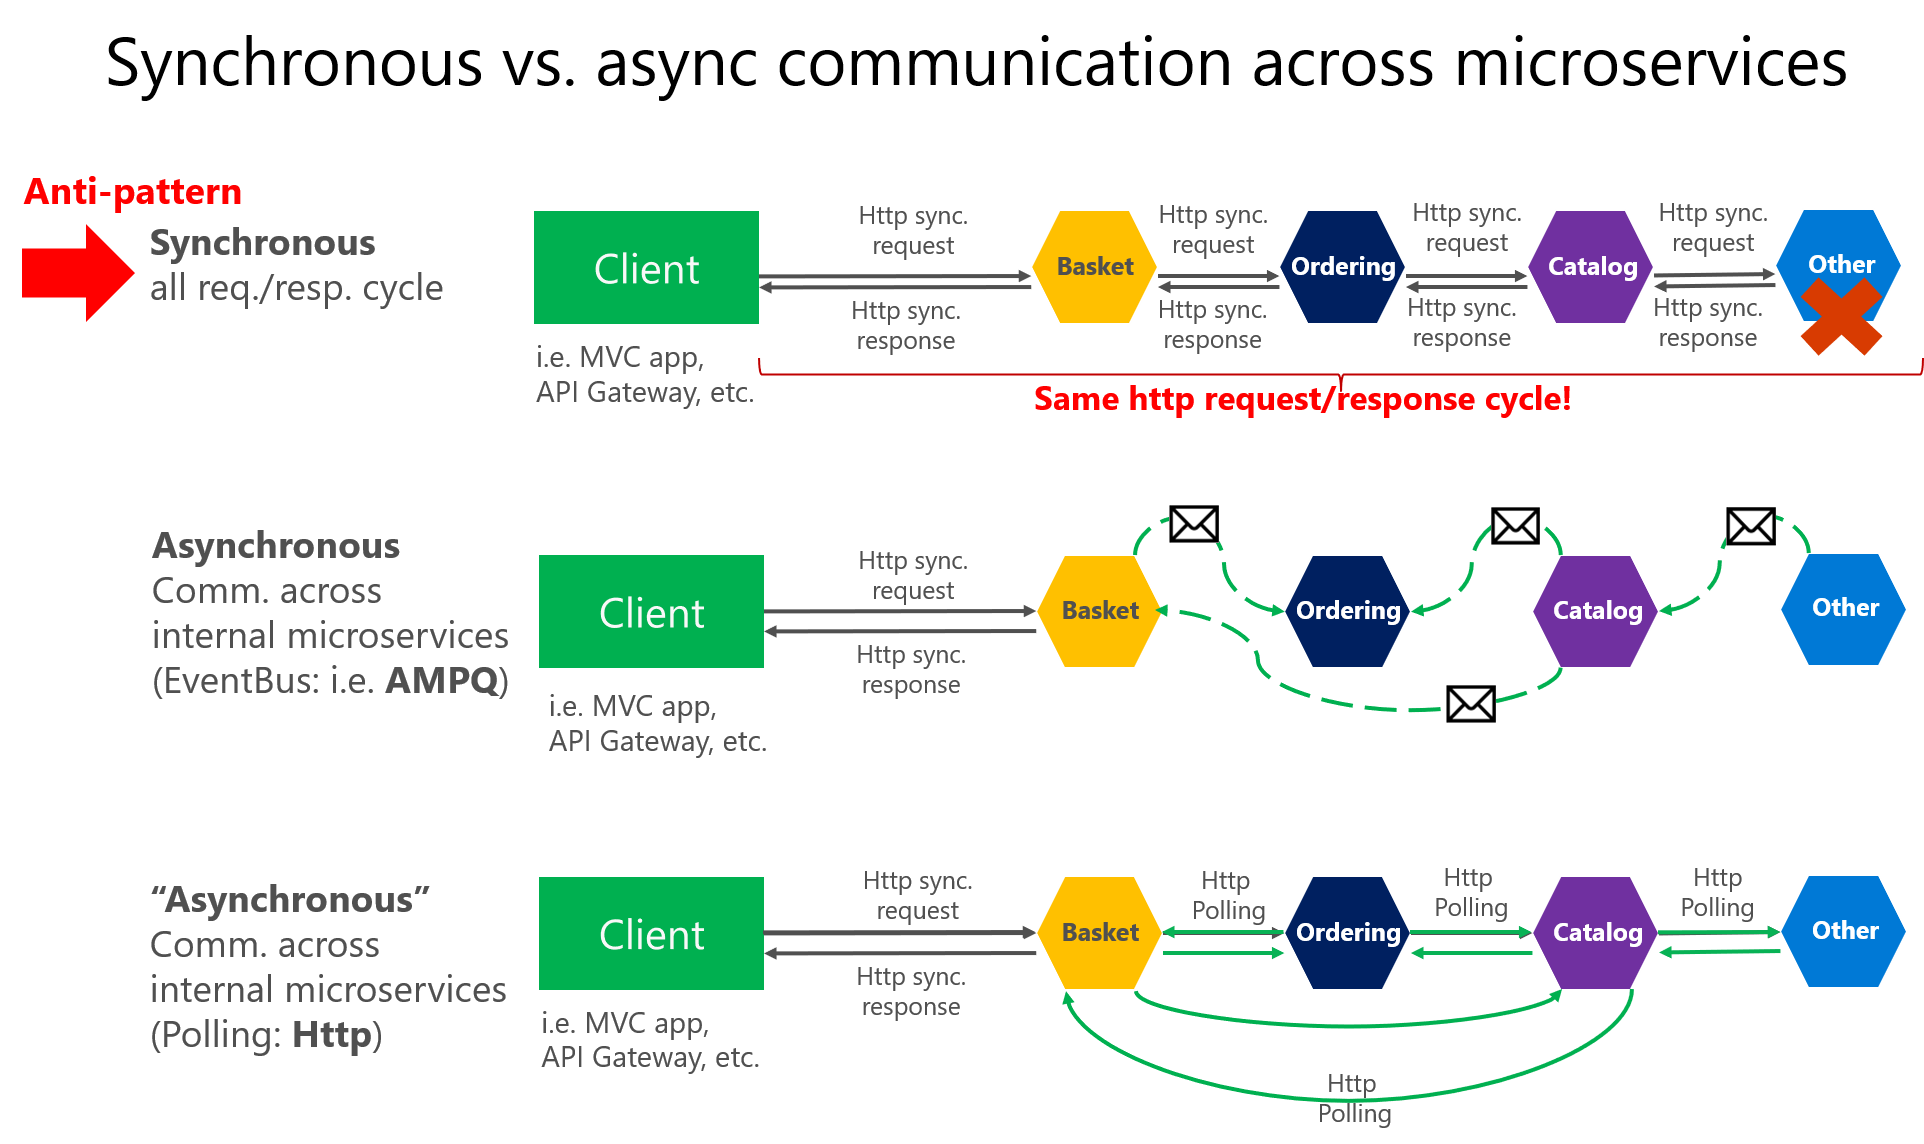 Synchronous vs. async communication across microservices
Anti-pattern
Synchronous
all req./resp. cycle
Client
i.e. MVC app,
API Gateway, etc.
Http sync.
request
Http sync.
response
Basket
Http sync.
request
Http sync.
response
Ordering
Http sync.
request
Http sync.
response
Catalog
Http sync.
request
Http sync.
response
Other
Same http request/response cycle!
Asynchronous
Comm. across
internal microservices
(EventBus: i.e. AMPQ)
Client
i.e. MVC app,
API Gateway, etc.
Http sync.
request
Http sync.
response
Basket
Ordering
Catalog
Other
“Asynchronous”
Comm. across
internal microservices
(Polling: Http)
Client
i.e. MVC app,
API Gateway, etc.
Http sync.
request
Http sync.
response
Basket
Http
Polling
Ordering
Http
Polling
Catalog
Http
Polling
Other
Http
Polling